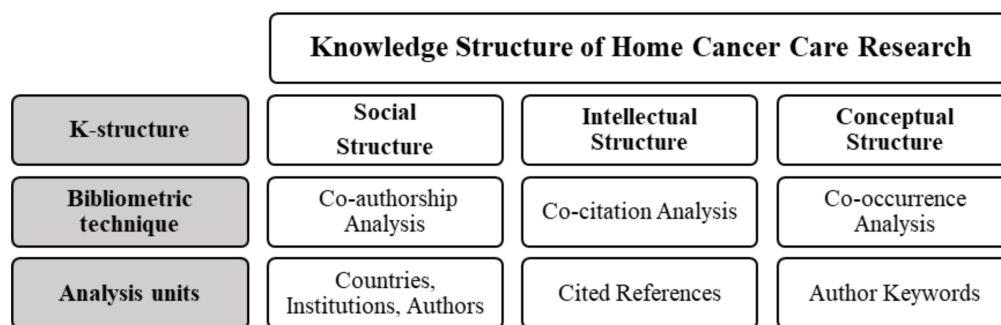 Knowledge Structure of Home Cancer Care Research
K-structure
Social
Structure
Intellectual
Structure
Conceptual
Structure
Bibliometric
technique
Co-authorship
Analysis
Co-citation Analysis
Co-occurrence
Analysis
Analysis units
Countries,
Institutions, Authors
Cited References
Author Keywords